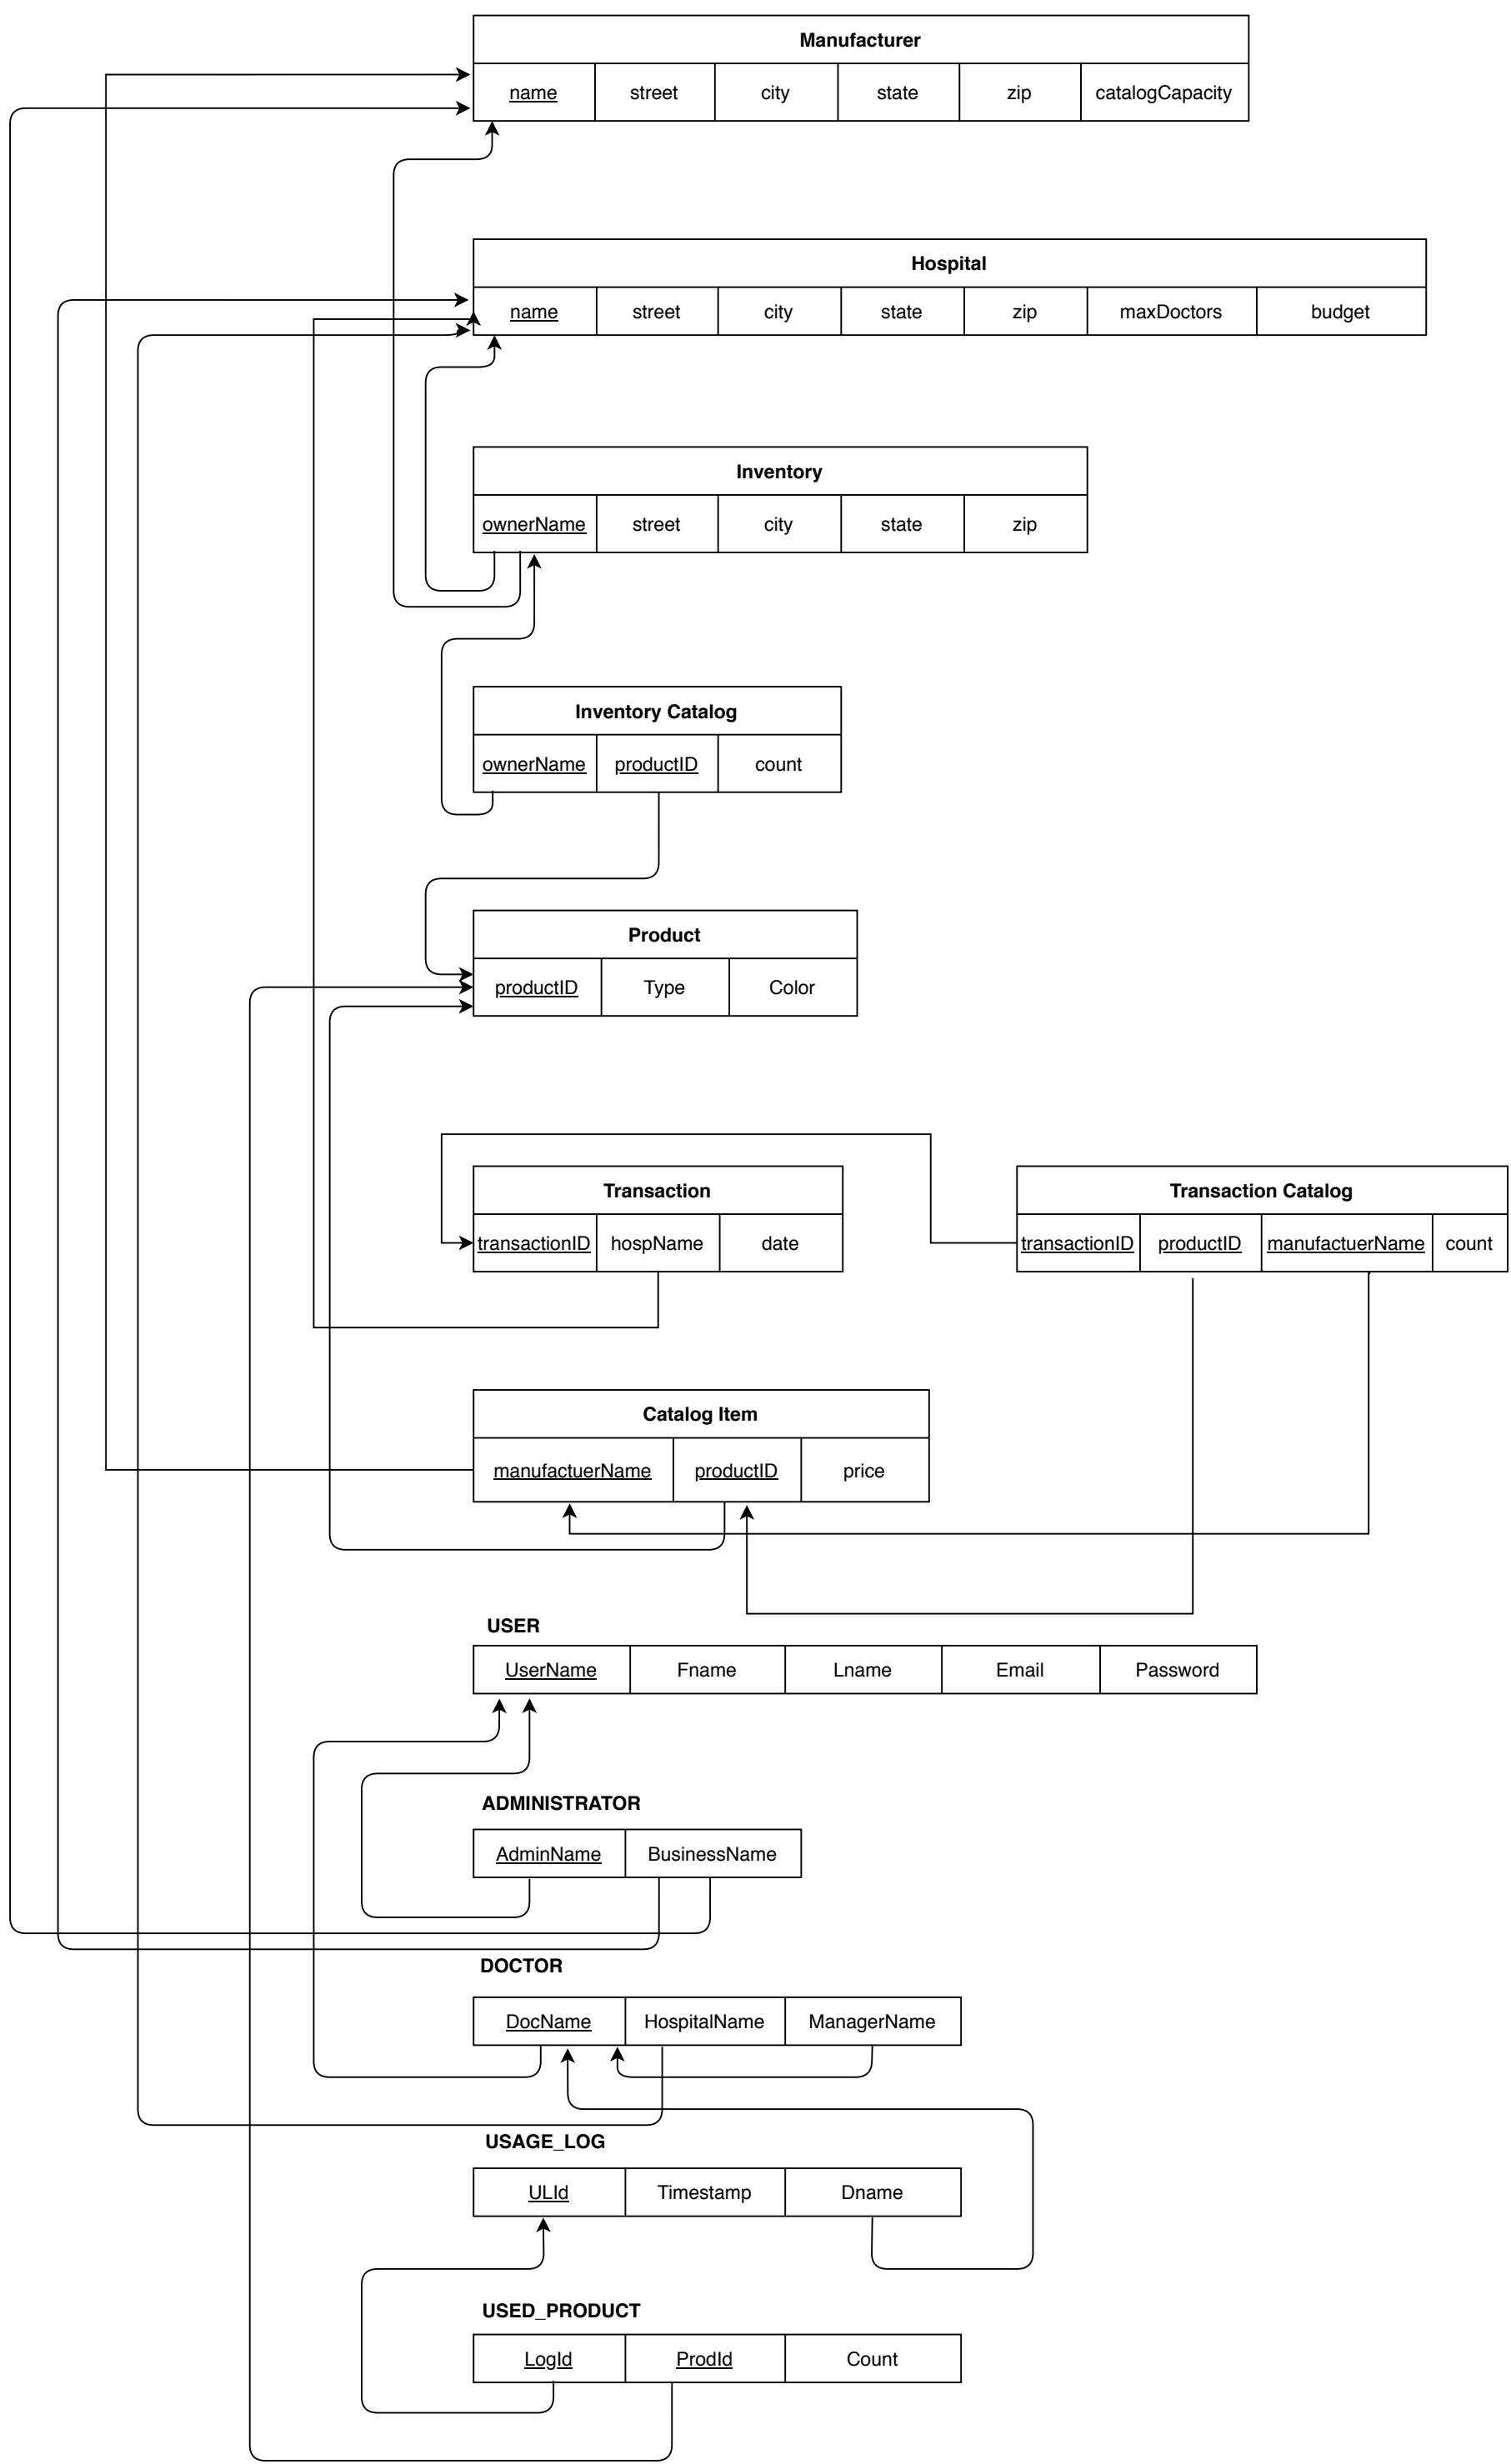 Manufacturer
name street city state zip catalogCapacity
Hospital
name street city state zip maxDoctors budget
Inventory
ownerName street city state zip
Inventory Catalog
ownerName productID count
Product
productID Type Color
Transaction
transactionID hospName date
Transaction Catalog
transactionID productID manufactuerName count
Catalog Item
manufactuerName productID price
USER
UserName Fname Lname Email Password
ADMINISTRATOR
AdminName BusinessName
DOCTOR
DocName HospitalName ManagerName
USAGE_LOG
ULId Timestamp Dname
USED_PRODUCT
LogId ProdId Count